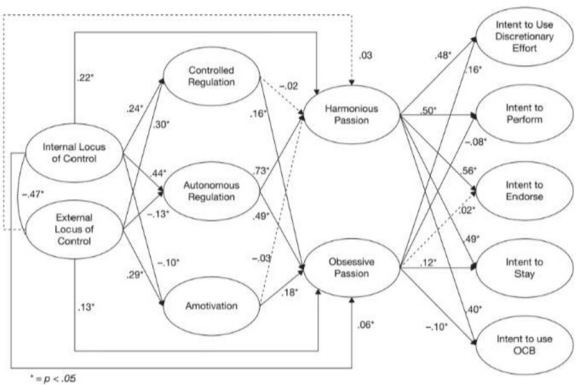 Intent to Use
Discretionary
Effort
Controlled
Regulation
.03
.48*
.16*
.22*
-.02
.24*
.30*
.16*
Harmonious
Passion
.50*
Intent to
Perform
Internal Locus
of Control
-.08*
.44*
.73*
.56*
Autonomous
Regulation
Intent to
Endorse
-.47*
-.13*
.49*
.02*
External
Locus of
Control
-.10*
-.03
.49*
.29*
Obsessive
Passion
.12*
Intent to
Stay
.18*
Amotivation
.13*
.06*
.40*
-.10*
Intent to use
OCB
* = p < .05